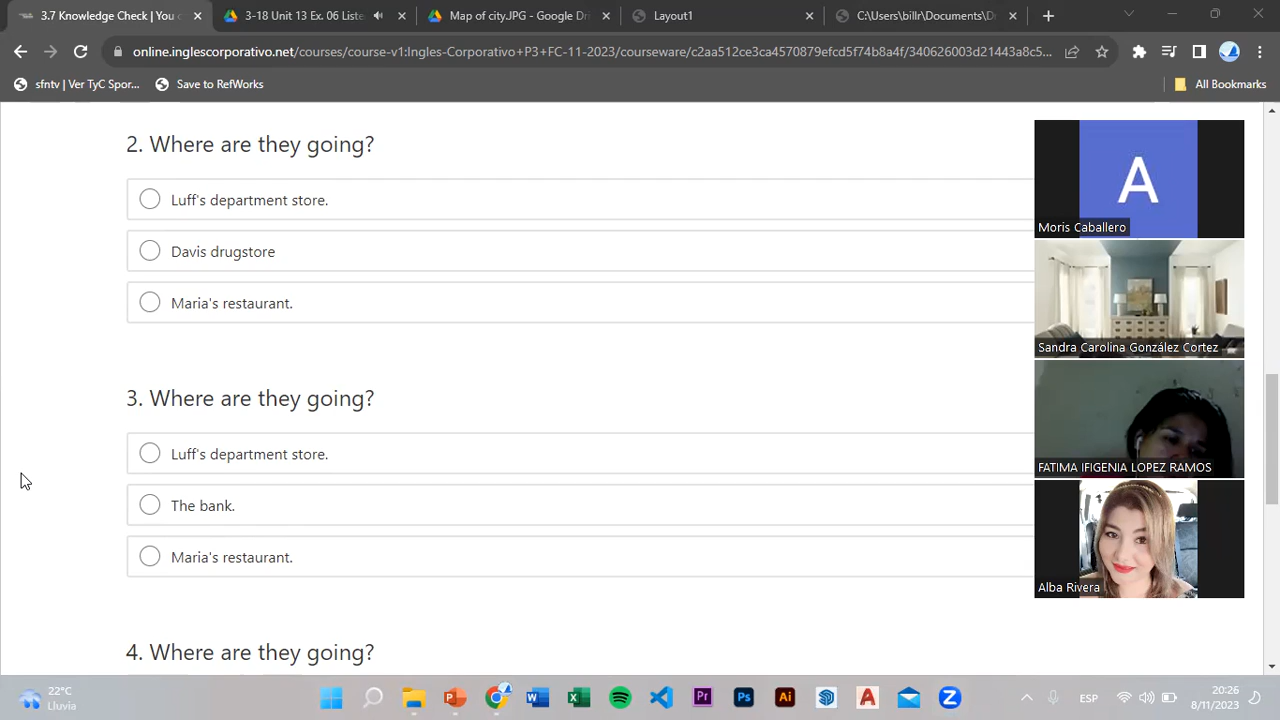 3.7 Knowledge Check | You c
3-18 Unit 13 Ex. 06 Liste
Map of city.JPG - Google Dri
Layout1
C:\Users\billr\Documents\Dr
online.inglescorporativo.net/courses/course-v1:Ingles-Corporativo+P3+FC-11-2023/courseware/c2aa512ce3ca4570879efcd5f74b8a4f/340626003d21443a8c5...
sfntv | Ver TyC Spor...
Save to RefWorks
All Bookmarks
2. Where are they going?
Luff's department store.
Davis drugstore
Maria's restaurant.
3. Where are they going?
Luff's department store.
The bank.
Maria's restaurant.
4. Where are they going?
A
Moris Caballero
Sandra Carolina González Cortez
FATIMA IFIGENIA LOPEZ RAMOS
Alba Rivera
22°C
Lluvia
ESP
20:26
8/11/2023